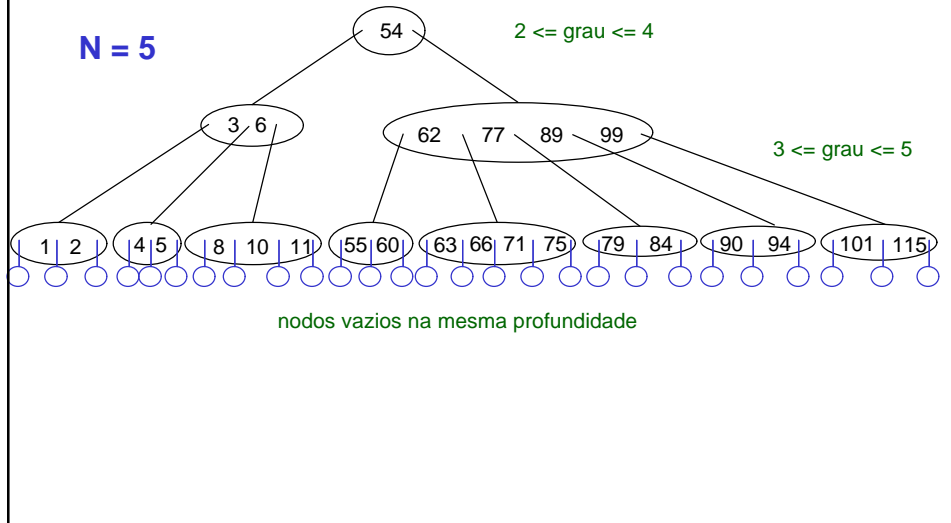 54
2 <= grau <= 4
N = 5
3 6
62 77 89 99
3 <= grau <= 5
1 2 4 5 8 10 11 55 60 63 66 71 75 79 84 90 94 101 115
nodos vazios na mesma profundidade